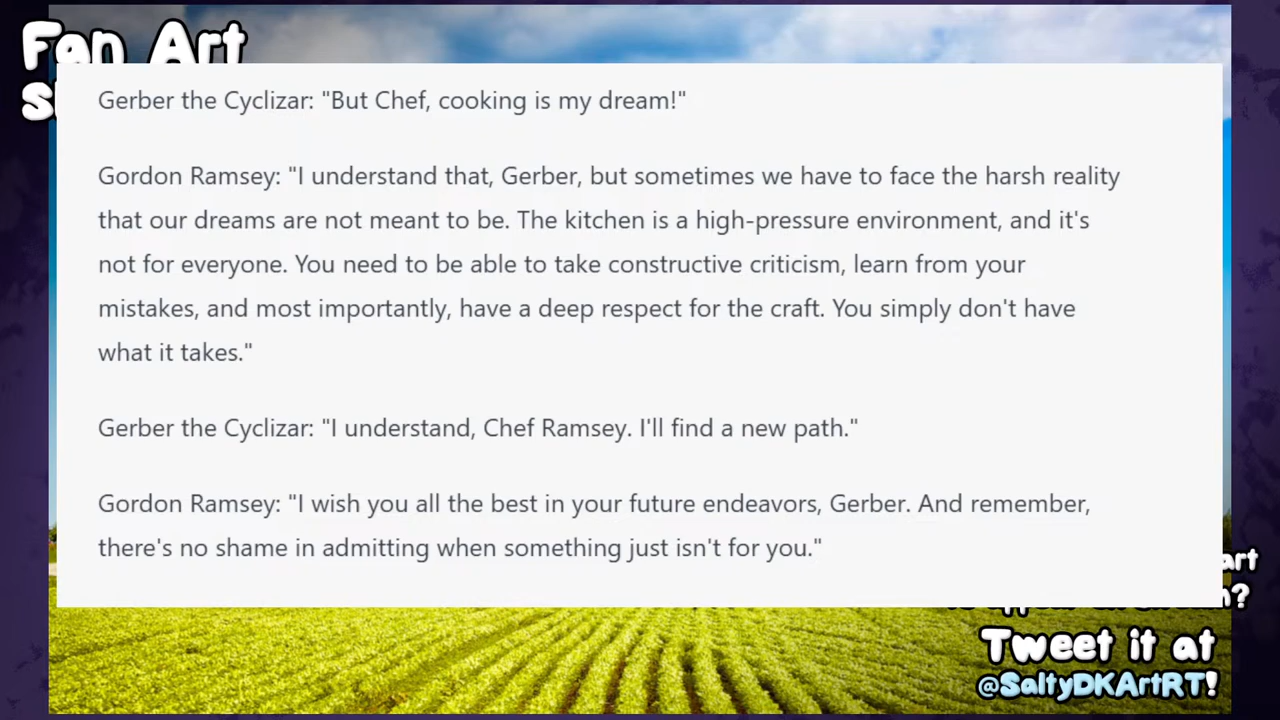 Fan Art
Gerber the Cyclizar: "But Chef, cooking is my dream!"
Gordon Ramsey: "I understand that, Gerber, but sometimes we have to face the harsh reality
that our dreams are not meant to be. The kitchen is a high-pressure environment, and it's
not for everyone. You need to be able to take constructive criticism, learn from your
mistakes, and most importantly, have a deep respect for the craft. You simply don't have
what it takes."
Gerber the Cyclizar: "I understand, Chef Ramsey. I'll find a new path."
Gordon Ramsey: "I wish you all the best in your future endeavors, Gerber. And remember,
there's no shame in admitting when something just isn't for you."
art
Tweet it at
@SaltyDKArtRT!